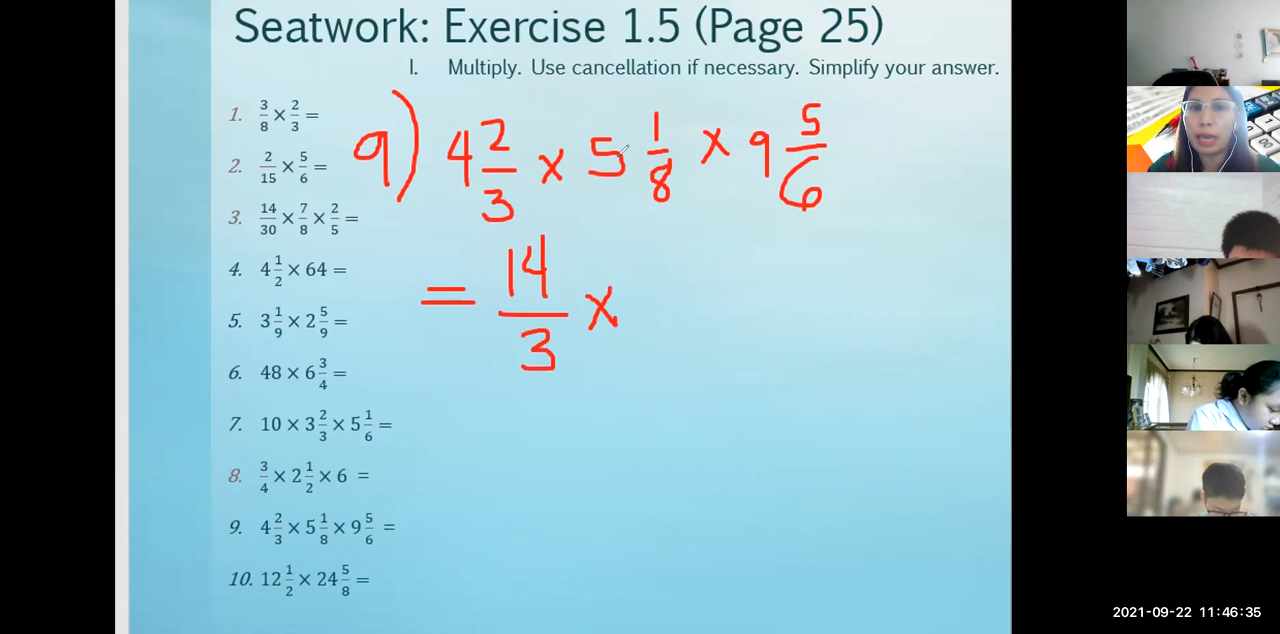 Seatwork: Exercise 1.5 (Page 25)
I. Multiply. Use cancellation if necessary. Simplify your answer.
1. 3/8 × 2/3 =
2. 2/15 × 5/6 =
3. 14/30 × 7/8 × 2/5 =
4. 4 1/2 × 64 =
5. 3 1/9 × 2 5/9 =
6. 48 × 6 3/4 =
7. 10 × 3 2/3 × 5 1/6 =
8. 3/4 × 2 1/2 × 6 =
9. 4 2/3 × 5 1/8 × 9 5/6 =
10. 12 1/2 × 24 5/8 =
9) 4 2/3 × 5 1/8 × 9 5/6
= 14/3 ×
2021-09-22 11:46:35